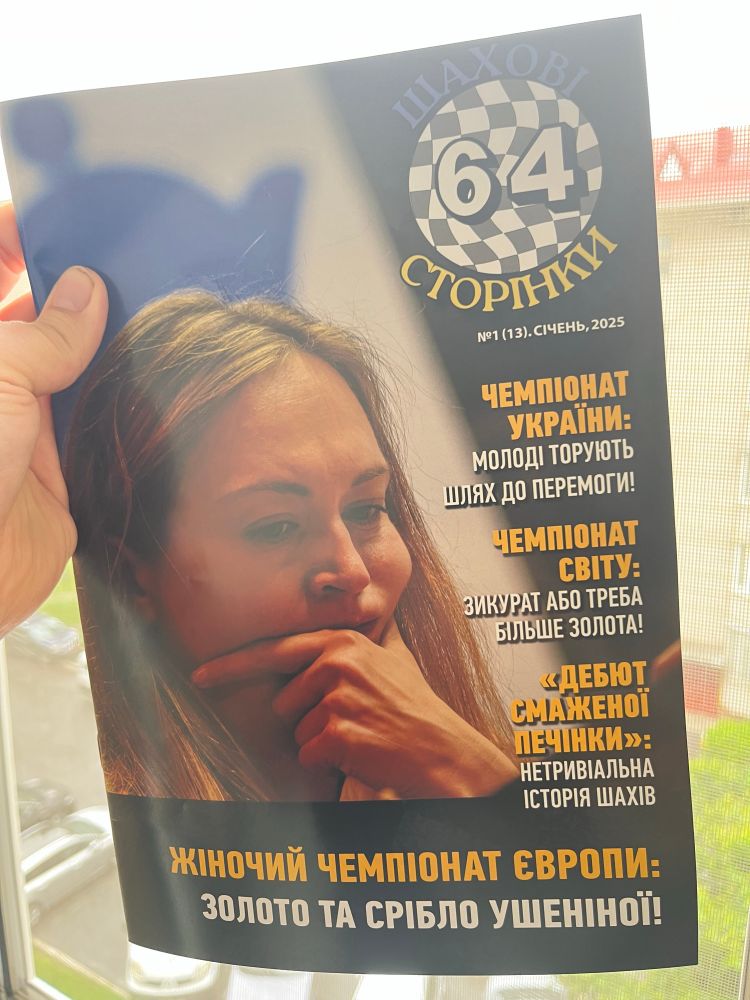 ШАХОВІ
64
СТОРІНКИ
№1 (13). СІЧЕНЬ, 2025
ЧЕМПІОНАТ
УКРАЇНИ:
МОЛОДІ ТОРУЮТЬ
ШЛЯХ ДО ПЕРЕМОГИ!
ЧЕМПІОНАТ
СВІТУ:
ЗИКУРАТ АБО ТРЕБА
БІЛЬШЕ ЗОЛОТА!
«ДЕБЮТ
СМАЖЕНОЇ
ПЕЧІНКИ»:
НЕТРИВІАЛЬНА
ІСТОРІЯ ШАХІВ
ЖІНОЧИЙ ЧЕМПІОНАТ ЄВРОПИ:
ЗОЛОТО ТА СРІБЛО УШЕНІНОЇ!